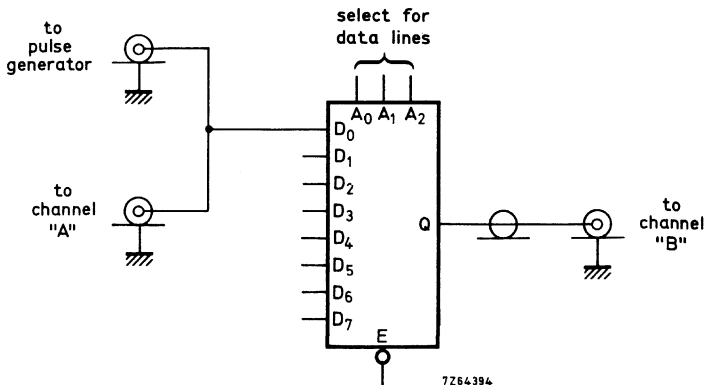 to
pulse
generator
select for
data lines
A0 A1 A2
D0
D1
D2
D3
D4
D5
D6
D7
Q
E
to
channel
"A"
to
channel
"B"
7Z64394